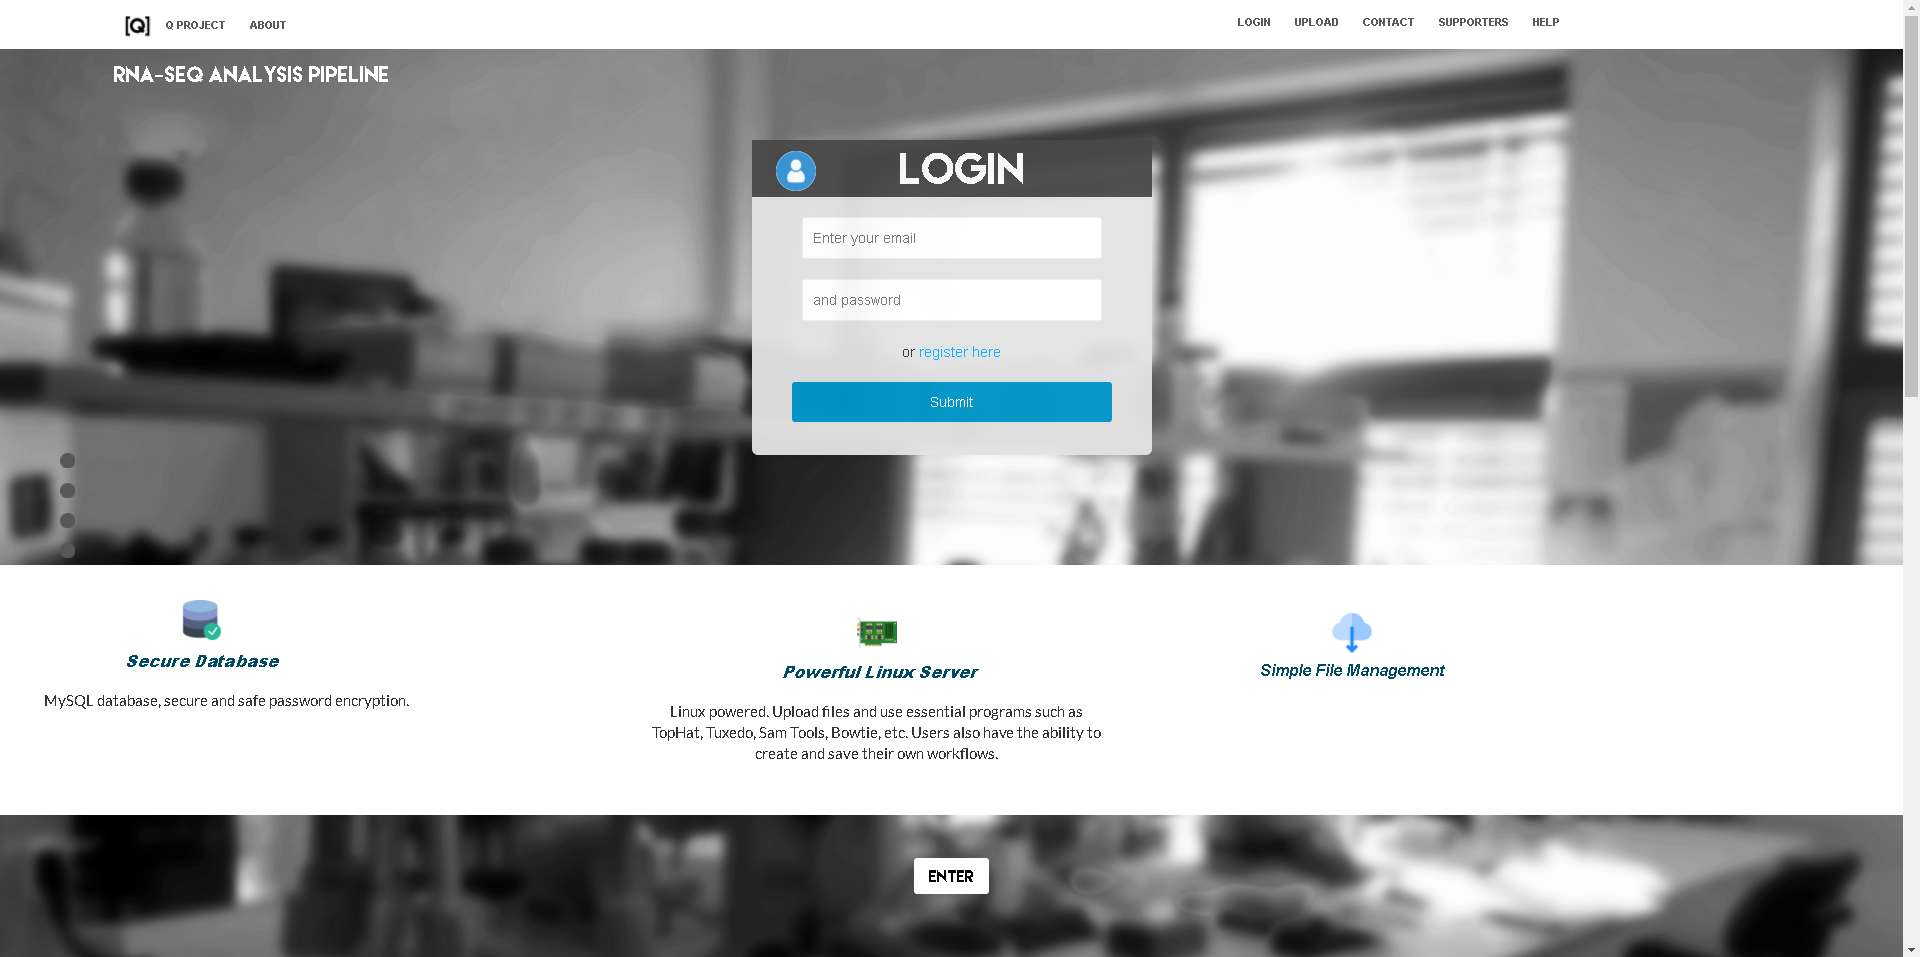 [Q] Q PROJECT ABOUT LOGIN UPLOAD CONTACT SUPPORTERS HELP
RNA-SEQ ANALYSIS PIPELINE
LOGIN
Enter your email
and password
or register here
Submit
Secure Database
MySQL database, secure and safe password encryption.
Powerful Linux Server
Linux powered. Upload files and use essential programs such as
TopHat, Tuxedo, Sam Tools, Bowtie, etc. Users also have the ability to
create and save their own workflows.
Simple File Management
ENTER